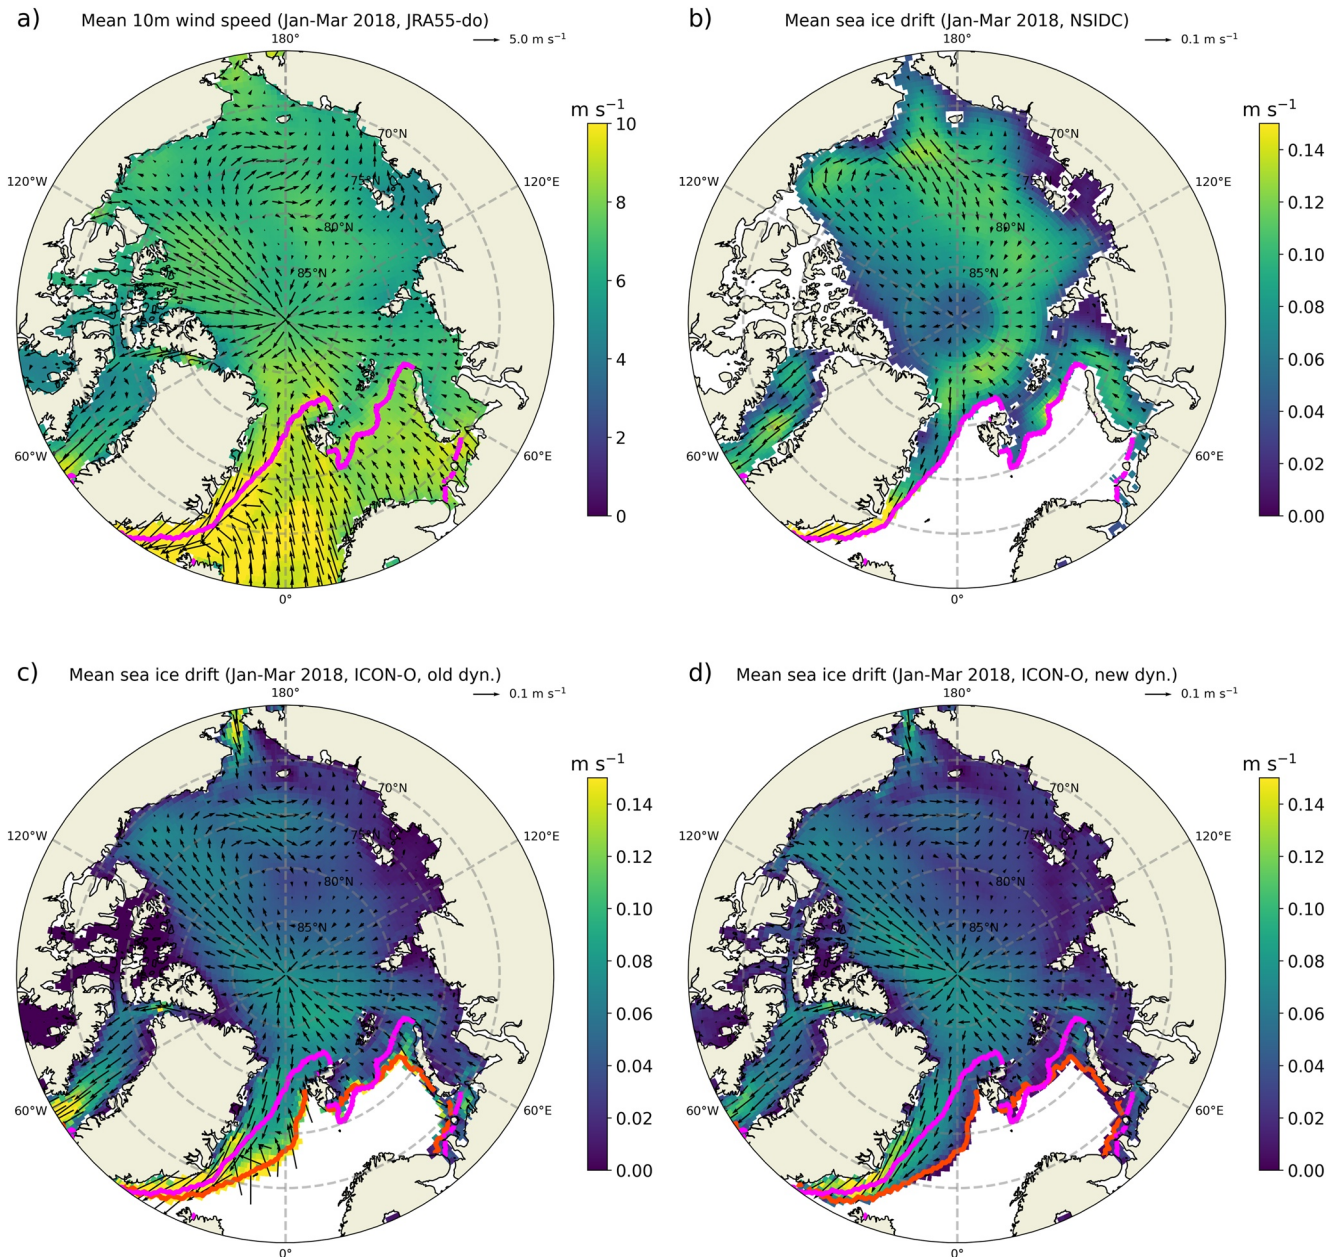 a) Mean 10m wind speed (Jan-Mar 2018, JRA55-do)
5.0 m s⁻¹
180°
m s⁻¹
10
8
6
4
2
0
70°N
75°N
80°N
85°N
120°W
120°E
60°W
60°E
0°
b) Mean sea ice drift (Jan-Mar 2018, NSIDC)
0.1 m s⁻¹
180°
m s⁻¹
0.14
0.12
0.10
0.08
0.06
0.04
0.02
0.00
70°N
75°N
80°N
85°N
120°W
120°E
60°W
60°E
0°
c) Mean sea ice drift (Jan-Mar 2018, ICON-O, old dyn.)
0.1 m s⁻¹
180°
m s⁻¹
0.14
0.12
0.10
0.08
0.06
0.04
0.02
0.00
70°N
75°N
80°N
85°N
120°W
120°E
60°W
60°E
0°
d) Mean sea ice drift (Jan-Mar 2018, ICON-O, new dyn.)
0.1 m s⁻¹
180°
m s⁻¹
0.14
0.12
0.10
0.08
0.06
0.04
0.02
0.00
70°N
75°N
80°N
85°N
120°W
120°E
60°W
60°E
0°